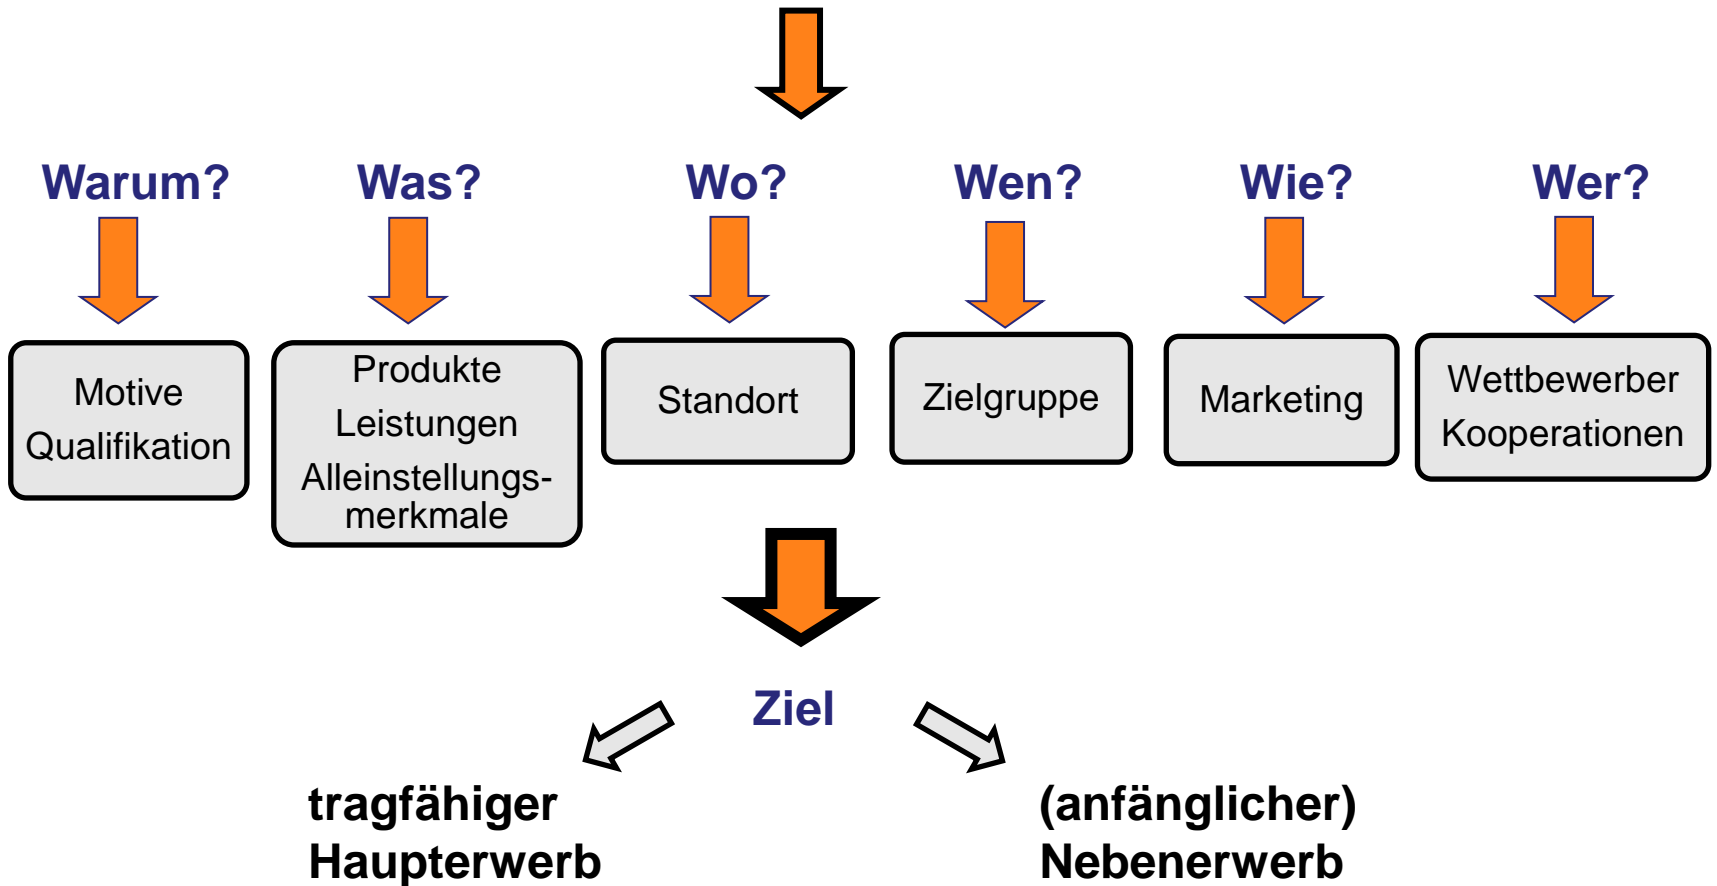 Warum?
Was?
Wo?
Wen?
Wie?
Wer?
Motive
Qualifikation
Produkte
Leistungen
Alleinstellungs-
merkmale
Standort
Zielgruppe
Marketing
Wettbewerber
Kooperationen
Ziel
tragfähiger
Haupterwerb
(anfänglicher)
Nebenerwerb